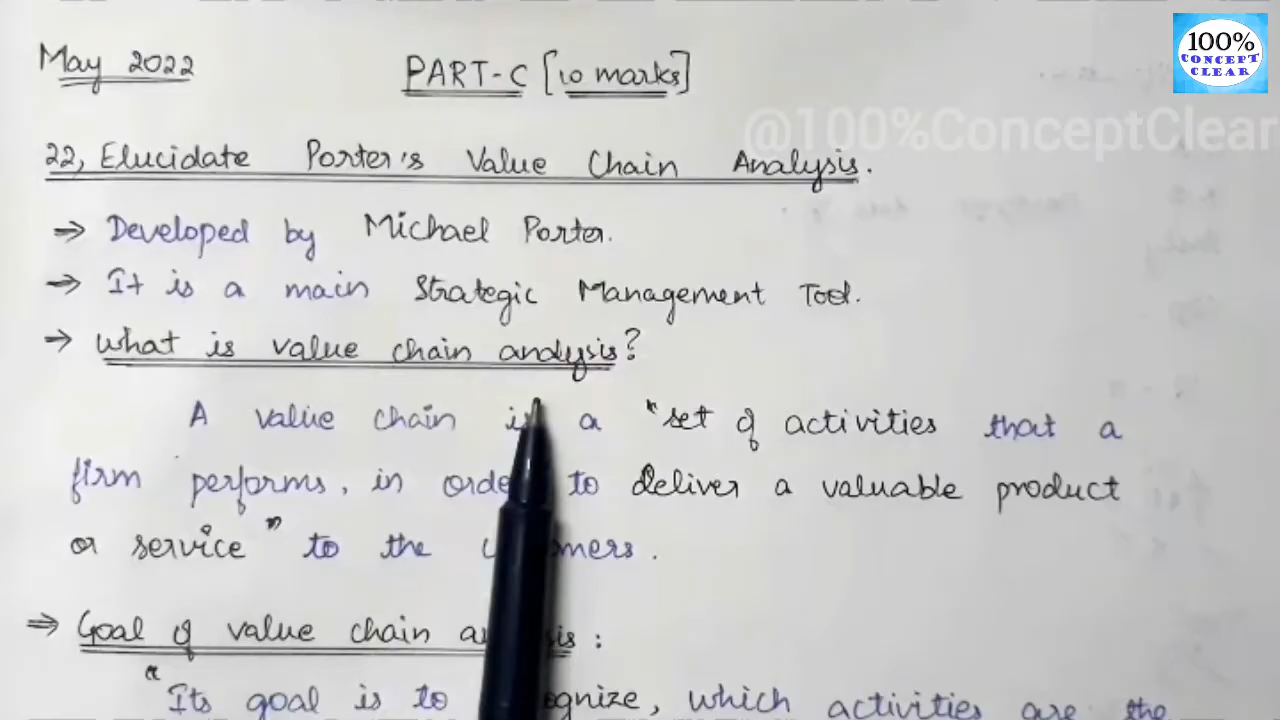 May 2022 PART-C [10 marks]
100%
CONCEPT
CLEAR
@100%ConceptClear
22, Elucidate Porter's Value Chain Analysis.
⇒ Developed by Michael Porter.
⇒ It is a main Strategic Management Tool.
⇒ What is value chain analysis?
A value chain is a "set of activities that a
firm performs, in order to deliver a valuable product
or service" to the .
⇒ Goal of value chain :
"Its goal is to , which activities are the